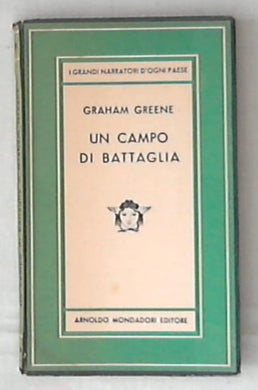 I GRANDI NARRATORI D'OGNI PAESE
GRAHAM GREENE
UN CAMPO
DI BATTAGLIA
ARNOLDO MONDADORI EDITORE